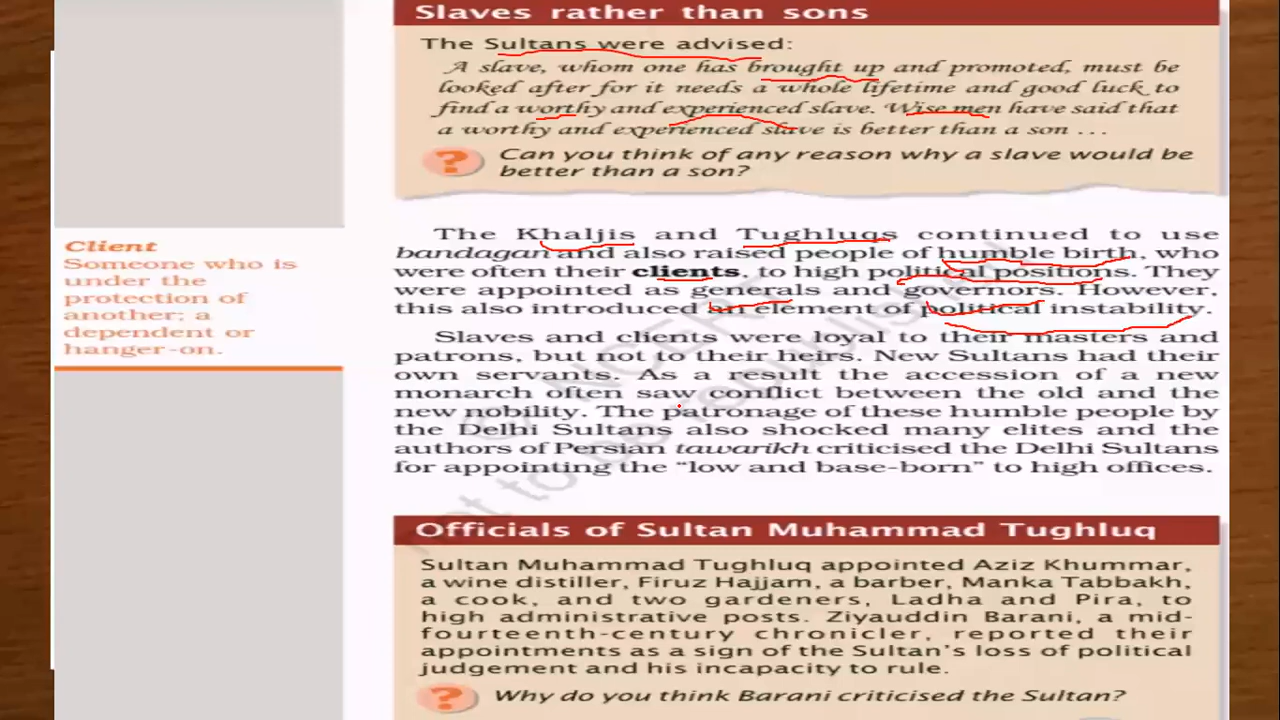 Slaves rather than sons
The Sultans were advised:
A slave, whom one has brought up and promoted, must be
looked after for it needs a whole lifetime and good luck to
find a worthy and experienced slave. Wise men have said that
a worthy and experienced slave is better than a son ...
? Can you think of any reason why a slave would be
better than a son?
The Khaljis and Tughluqs continued to use
bandagan and also raised people of humble birth, who
were often their clients, to high political positions. They
were appointed as generals and governors. However,
this also introduced an element of political instability.
Slaves and clients were loyal to their masters and
patrons, but not to their heirs. New Sultans had their
own servants. As a result the accession of a new
monarch often saw conflict between the old and the
new nobility. The patronage of these humble people by
the Delhi Sultans also shocked many elites and the
authors of Persian tawarikh criticised the Delhi Sultans
for appointing the “low and base-born” to high offices.
Client
Someone who is
under the
protection of
another; a
dependent or
hanger-on.
Officials of Sultan Muhammad Tughluq
Sultan Muhammad Tughluq appointed Aziz Khummar,
a wine distiller, Firuz Hajjam, a barber, Manka Tabbakh,
a cook, and two gardeners, Ladha and Pira, to
high administrative posts. Ziyauddin Barani, a mid-
fourteenth-century chronicler, reported their
appointments as a sign of the Sultan’s loss of political
judgement and his incapacity to rule.
? Why do you think Barani criticised the Sultan?
© NCERT
not to be republished